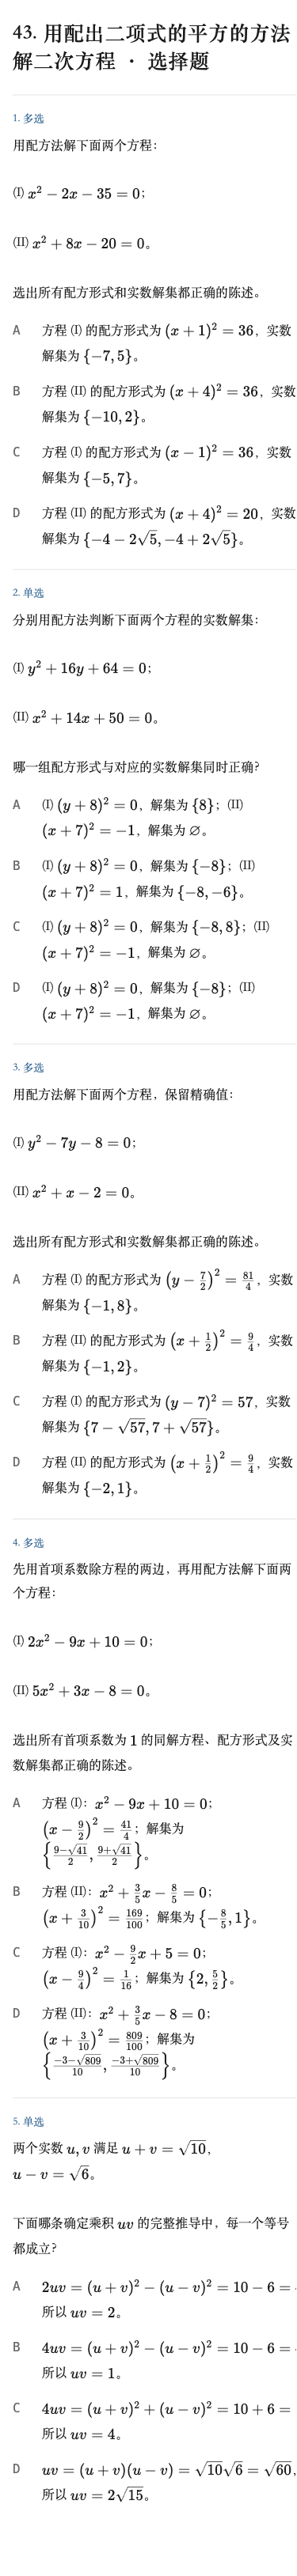 43. 用配出二项式的平方的方法
解二次方程 · 选择题
1. 多选
用配方法解下面两个方程：
(I) x² − 2x − 35 = 0；
(II) x² + 8x − 20 = 0。
选出所有配方形式和实数解集都正确的陈述。
A 方程 (I) 的配方形式为 (x + 1)² = 36，实数
解集为 {−7, 5}。
B 方程 (II) 的配方形式为 (x + 4)² = 36，实数
解集为 {−10, 2}。
C 方程 (I) 的配方形式为 (x − 1)² = 36，实数
解集为 {−5, 7}。
D 方程 (II) 的配方形式为 (x + 4)² = 20，实数
解集为 {−4 − 2√5, −4 + 2√5}。
2. 单选
分别用配方法判断下面两个方程的实数解集：
(I) y² + 16y + 64 = 0；
(II) x² + 14x + 50 = 0。
哪一组配方形式与对应的实数解集同时正确？
A (I) (y + 8)² = 0，解集为 {8}；(II)
(x + 7)² = −1，解集为 ∅。
B (I) (y + 8)² = 0，解集为 {−8}；(II)
(x + 7)² = 1，解集为 {−8, −6}。
C (I) (y + 8)² = 0，解集为 {−8, 8}；(II)
(x + 7)² = −1，解集为 ∅。
D (I) (y + 8)² = 0，解集为 {−8}；(II)
(x + 7)² = −1，解集为 ∅。
3. 多选
用配方法解下面两个方程，保留精确值：
(I) y² − 7y − 8 = 0；
(II) x² + x − 2 = 0。
选出所有配方形式和实数解集都正确的陈述。
A 方程 (I) 的配方形式为 (y − 7/2)² = 81/4，实数
解集为 {−1, 8}。
B 方程 (II) 的配方形式为 (x + 1/2)² = 9/4，实数
解集为 {−1, 2}。
C 方程 (I) 的配方形式为 (y − 7)² = 57，实数
解集为 {7 − √57, 7 + √57}。
D 方程 (II) 的配方形式为 (x + 1/2)² = 9/4，实数
解集为 {−2, 1}。
4. 多选
先用首项系数除方程的两边，再用配方法解下面两
个方程：
(I) 2x² − 9x + 10 = 0；
(II) 5x² + 3x − 8 = 0。
选出所有首项系数为 1 的同解方程、配方形式及实
数解集都正确的陈述。
A 方程 (I)：x² − 9x + 10 = 0；
(x − 9/2)² = 41/4；解集为
{(9−√41)/2, (9+√41)/2}。
B 方程 (II)：x² + 3/5x − 8/5 = 0；
(x + 3/10)² = 169/100；解集为 {−8/5, 1}。
C 方程 (I)：x² − 9/2x + 5 = 0；
(x − 9/4)² = 1/16；解集为 {2, 5/2}。
D 方程 (II)：x² + 3/5x − 8 = 0；
(x + 3/10)² = 809/100；解集为
{(−3−√809)/10, (−3+√809)/10}。
5. 单选
两个实数 u, v 满足 u + v = √10,
u − v = √6。
下面哪条确定乘积 uv 的完整推导中，每一个等号
都成立？
A 2uv = (u + v)² − (u − v)² = 10 − 6 =
所以 uv = 2。
B 4uv = (u + v)² − (u − v)² = 10 − 6 =
所以 uv = 1。
C 4uv = (u + v)² + (u − v)² = 10 + 6 =
所以 uv = 4。
D uv = (u + v)(u − v) = √10√6 = √60,
所以 uv = 2√15。